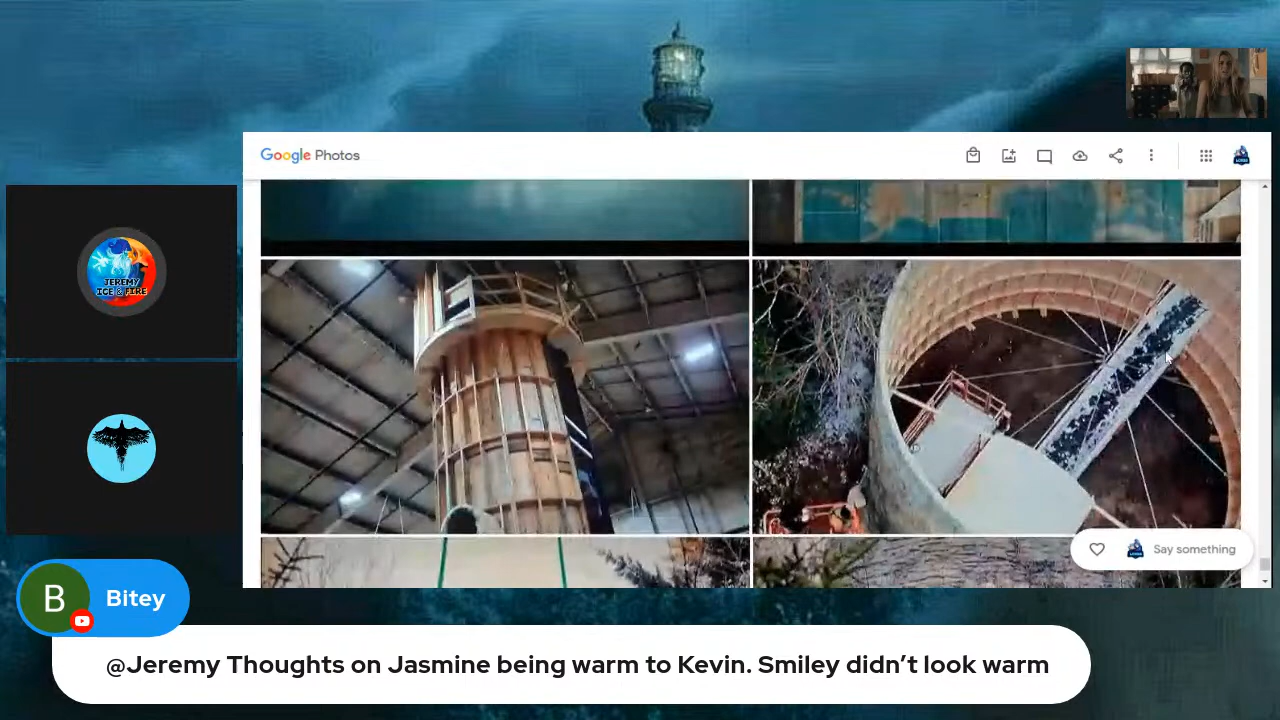 Google Photos
JEREMY
ICE & FIRE
Say something
B
Bitey
@Jeremy Thoughts on Jasmine being warm to Kevin. Smiley didn’t look warm